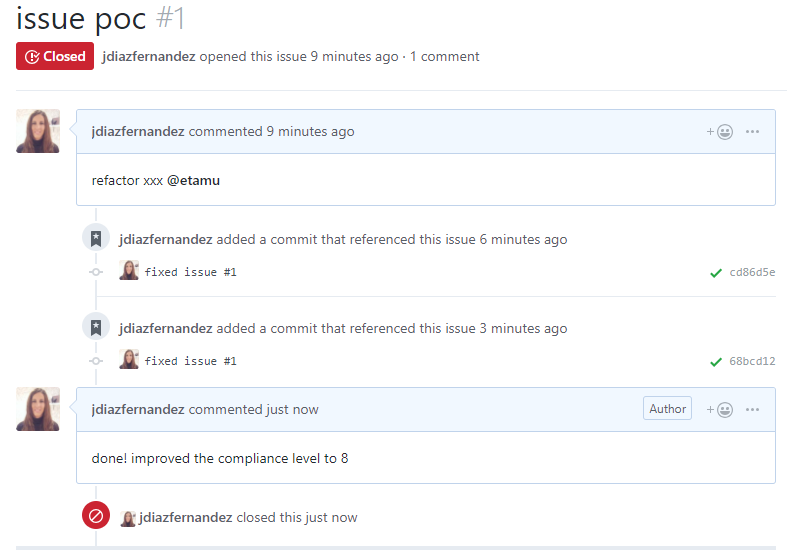 issue poc #1
Closed jdiazfernandez opened this issue 9 minutes ago · 1 comment
jdiazfernandez commented 9 minutes ago
refactor xxx @etamu
jdiazfernandez added a commit that referenced this issue 6 minutes ago
fixed issue #1 cd86d5e
jdiazfernandez added a commit that referenced this issue 3 minutes ago
fixed issue #1 68bcd12
jdiazfernandez commented just now Author
done! improved the compliance level to 8
jdiazfernandez closed this just now